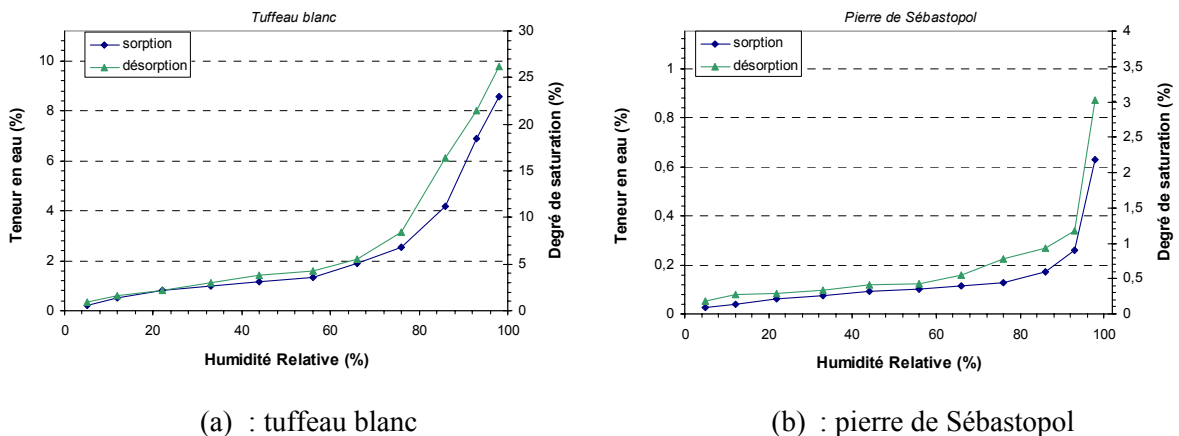 Tuffeau blanc
sorption
désorption
Teneur en eau (%)
10
8
6
4
2
0
30
25
20
15
10
5
0
Degré de saturation (%)
0 20 40 60 80 100
Humidité Relative (%)
(a) : tuffeau blanc
Pierre de Sébastopol
sorption
désorption
Teneur en eau (%)
1
0,8
0,6
0,4
0,2
0
4
3,5
3
2,5
2
1,5
1
0,5
0
Degré de saturation (%)
0 20 40 60 80 100
Humidité Relative (%)
(b) : pierre de Sébastopol